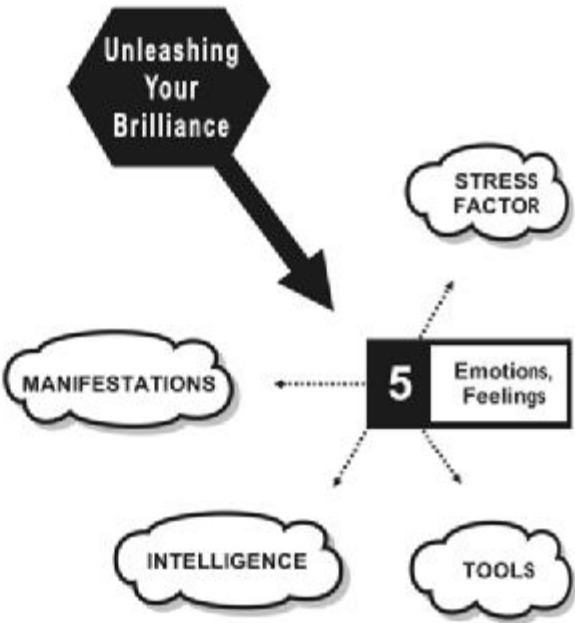 Unleashing
Your
Brilliance
STRESS
FACTOR
MANIFESTATIONS
5
Emotions,
Feelings
INTELLIGENCE
TOOLS